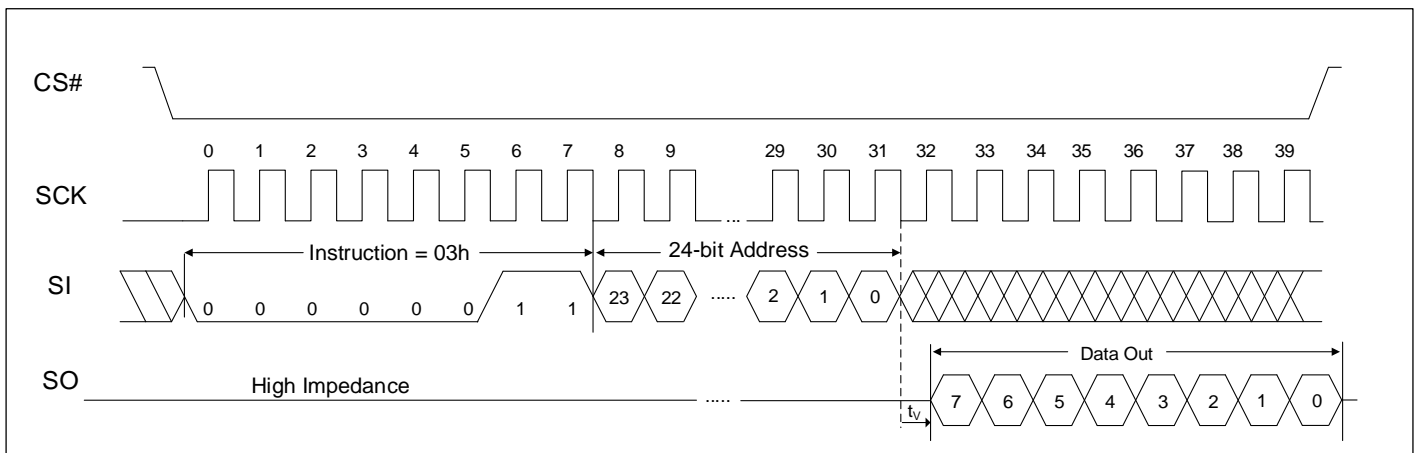 CS#
0 1 2 3 4 5 6 7 8 9 29 30 31 32 33 34 35 36 37 38 39
SCK
...
Instruction = 03h 24-bit Address
SI
0 0 0 0 0 0 1 1 23 22 ..... 2 1 0
Data Out
SO
High Impedance ..... tV 7 6 5 4 3 2 1 0